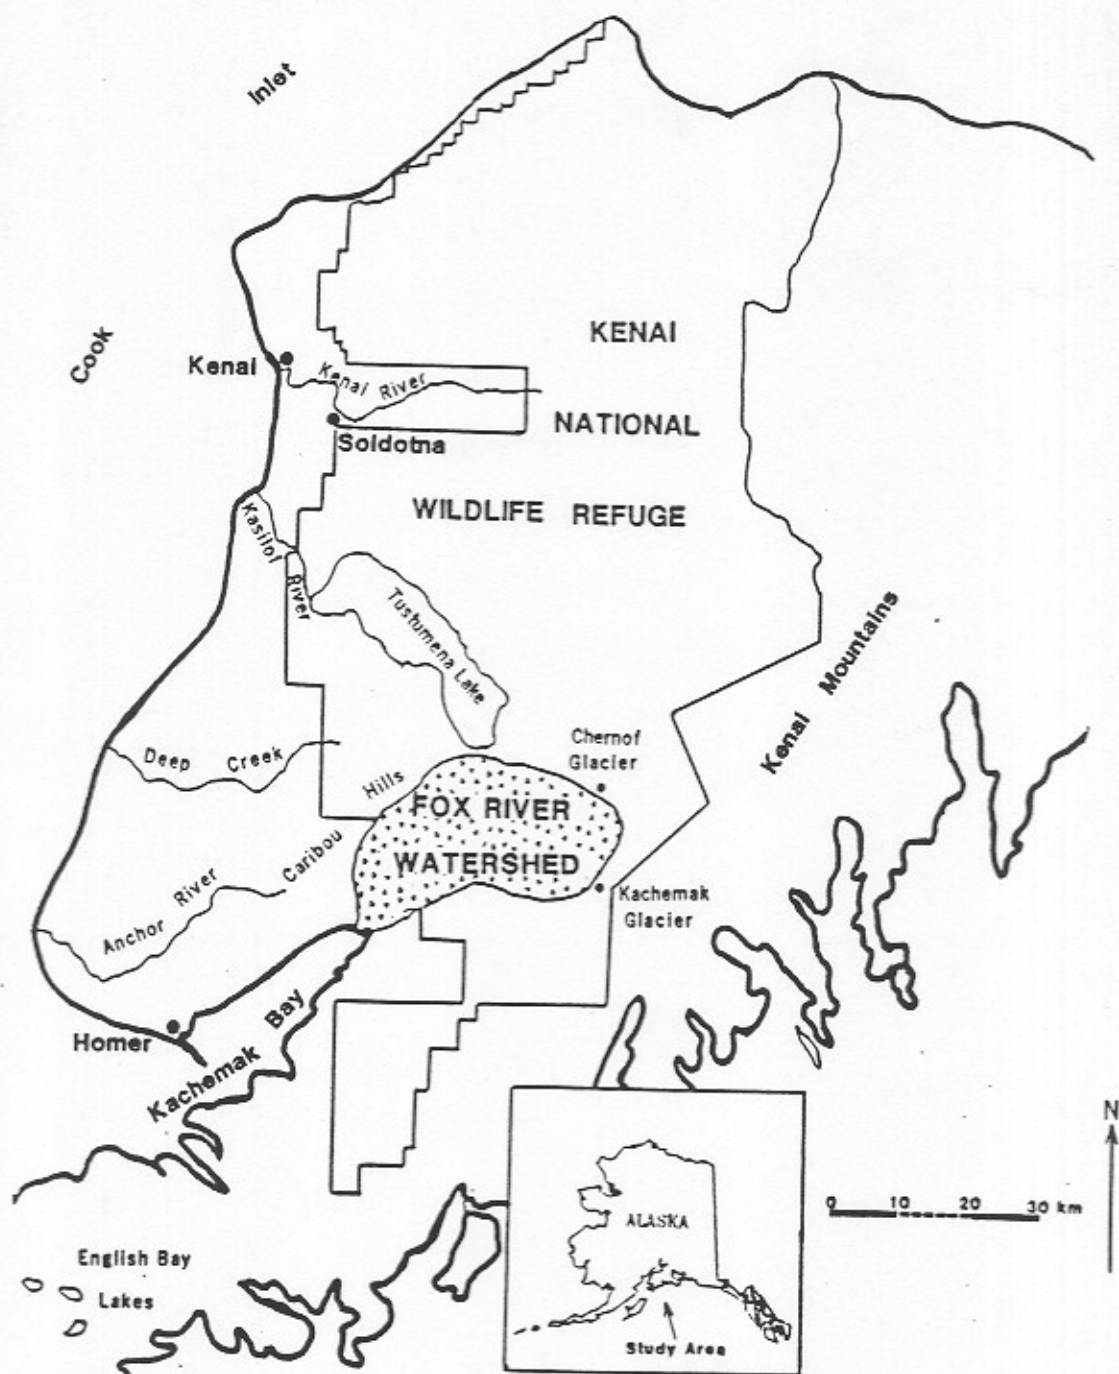 Inlet
Cook
Kenai
Kenai River
KENAI
NATIONAL
WILDLIFE REFUGE
Soldotna
Kasilof
River
Tustumena Lake
Kenai Mountains
Deep Creek
Chernof
Glacier
Caribou Hills
FOX RIVER
WATERSHED
Anchor River
Kachemak
Glacier
Homer
Kachemak Bay
N
0 10 20 30 km
ALASKA
Study Area
English Bay
Lakes